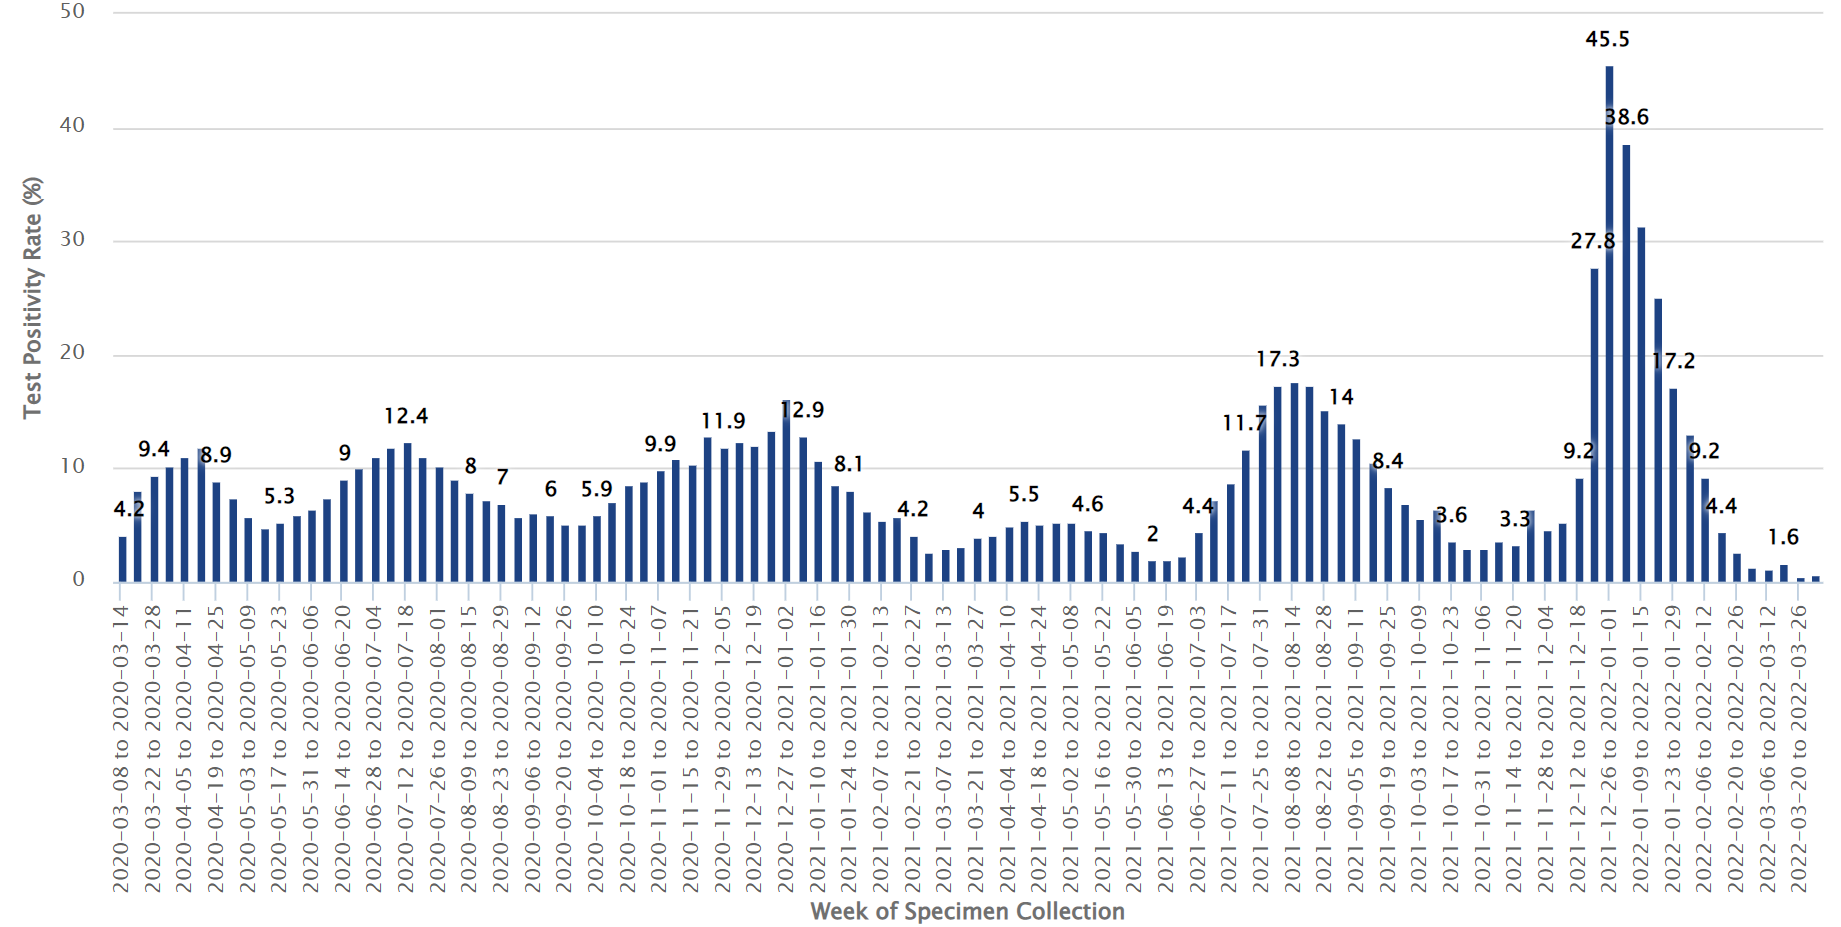 50
40
30
20
10
0
Test Positivity Rate (%)
4.2
9.4
8.9
5.3
9
12.4
8
7
6
5.9
9.9
11.9
12.9
8.1
4.2
4
5.5
4.6
2
4.4
11.7
17.3
14
8.4
3.6
3.3
9.2
27.8
45.5
38.6
17.2
9.2
4.4
1.6
2020-03-08 to 2020-03-14
2020-03-22 to 2020-03-28
2020-04-05 to 2020-04-11
2020-04-19 to 2020-04-25
2020-05-03 to 2020-05-09
2020-05-17 to 2020-05-23
2020-05-31 to 2020-06-06
2020-06-14 to 2020-06-20
2020-06-28 to 2020-07-04
2020-07-12 to 2020-07-18
2020-07-26 to 2020-08-01
2020-08-09 to 2020-08-15
2020-08-23 to 2020-08-29
2020-09-06 to 2020-09-12
2020-09-20 to 2020-09-26
2020-10-04 to 2020-10-10
2020-10-18 to 2020-10-24
2020-11-01 to 2020-11-07
2020-11-15 to 2020-11-21
2020-11-29 to 2020-12-05
2020-12-13 to 2020-12-19
2020-12-27 to 2021-01-02
2021-01-10 to 2021-01-16
2021-01-24 to 2021-01-30
2021-02-07 to 2021-02-13
2021-02-21 to 2021-02-27
2021-03-07 to 2021-03-13
2021-03-21 to 2021-03-27
2021-04-04 to 2021-04-10
2021-04-18 to 2021-04-24
2021-05-02 to 2021-05-08
2021-05-16 to 2021-05-22
2021-05-30 to 2021-06-05
2021-06-13 to 2021-06-19
2021-06-27 to 2021-07-03
2021-07-11 to 2021-07-17
2021-07-25 to 2021-07-31
2021-08-08 to 2021-08-14
2021-08-22 to 2021-08-28
2021-09-05 to 2021-09-11
2021-09-19 to 2021-09-25
2021-10-03 to 2021-10-09
2021-10-17 to 2021-10-23
2021-10-31 to 2021-11-06
2021-11-14 to 2021-11-20
2021-11-28 to 2021-12-04
2021-12-12 to 2021-12-18
2021-12-26 to 2022-01-01
2022-01-09 to 2022-01-15
2022-01-23 to 2022-01-29
2022-02-06 to 2022-02-12
2022-02-20 to 2022-02-26
2022-03-06 to 2022-03-12
2022-03-20 to 2022-03-26
Week of Specimen Collection